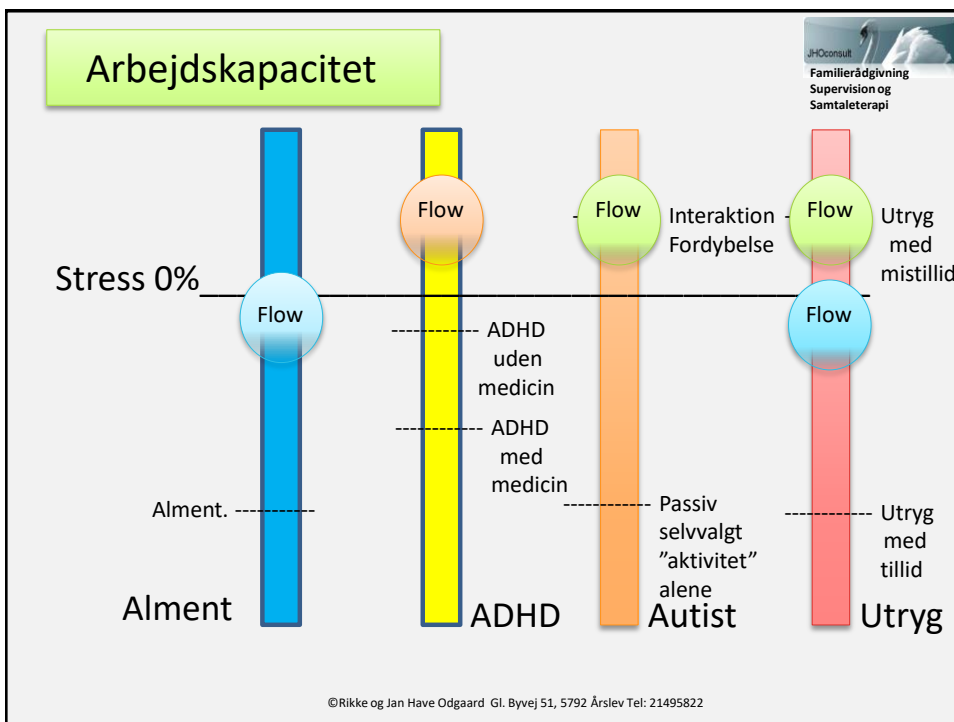 Arbejdskapacitet
JHOconsult
Familierådgivning
Supervision og
Samtaleterapi
Flow
Flow
Interaktion
Fordybelse
Flow
Utryg
med
mistillid
Stress 0%
Flow
Flow
ADHD
uden
medicin
ADHD
med
medicin
Alment.
Passiv
selvvalgt
”aktivitet”
alene
Utryg
med
tillid
Alment
ADHD
Autist
Utryg
©Rikke og Jan Have Odgaard Gl. Byvej 51, 5792 Årslev Tel: 21495822